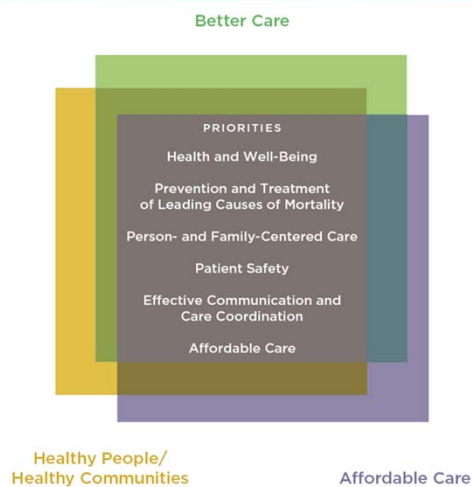 Better Care
PRIORITIES
Health and Well-Being
Prevention and Treatment
of Leading Causes of Mortality
Person- and Family-Centered Care
Patient Safety
Effective Communication and
Care Coordination
Affordable Care
Healthy People/
Healthy Communities
Affordable Care